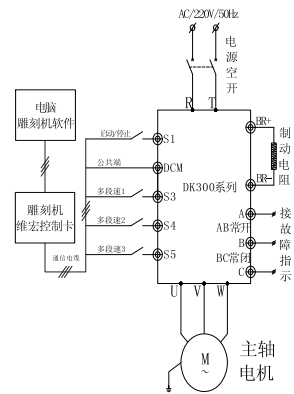 AC/220V/50Hz
电源空开
R
T
电脑
雕刻机软件
启动/停止
S1
公共端
DCM
多段速1
S3
多段速2
S4
多段速3
S5
雕刻机
维宏控制卡
通信电缆
DK300系列
BR+
BR-
制动电阻
A
AB常开
B
BC常闭
C
接故障指示
U
V
W
M
~
主轴
电机